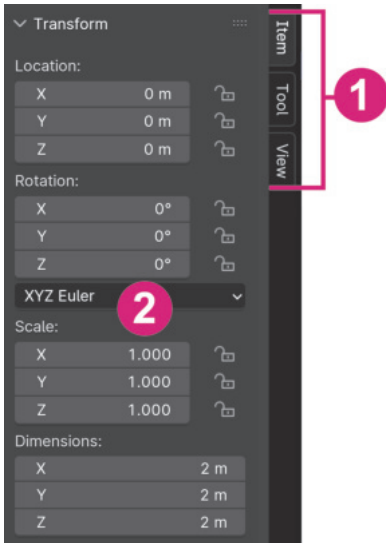 Transform
Item
Tool
View
1
Location:
X 0 m
Y 0 m
Z 0 m
Rotation:
X 0°
Y 0°
Z 0°
XYZ Euler
2
Scale:
X 1.000
Y 1.000
Z 1.000
Dimensions:
X 2 m
Y 2 m
Z 2 m